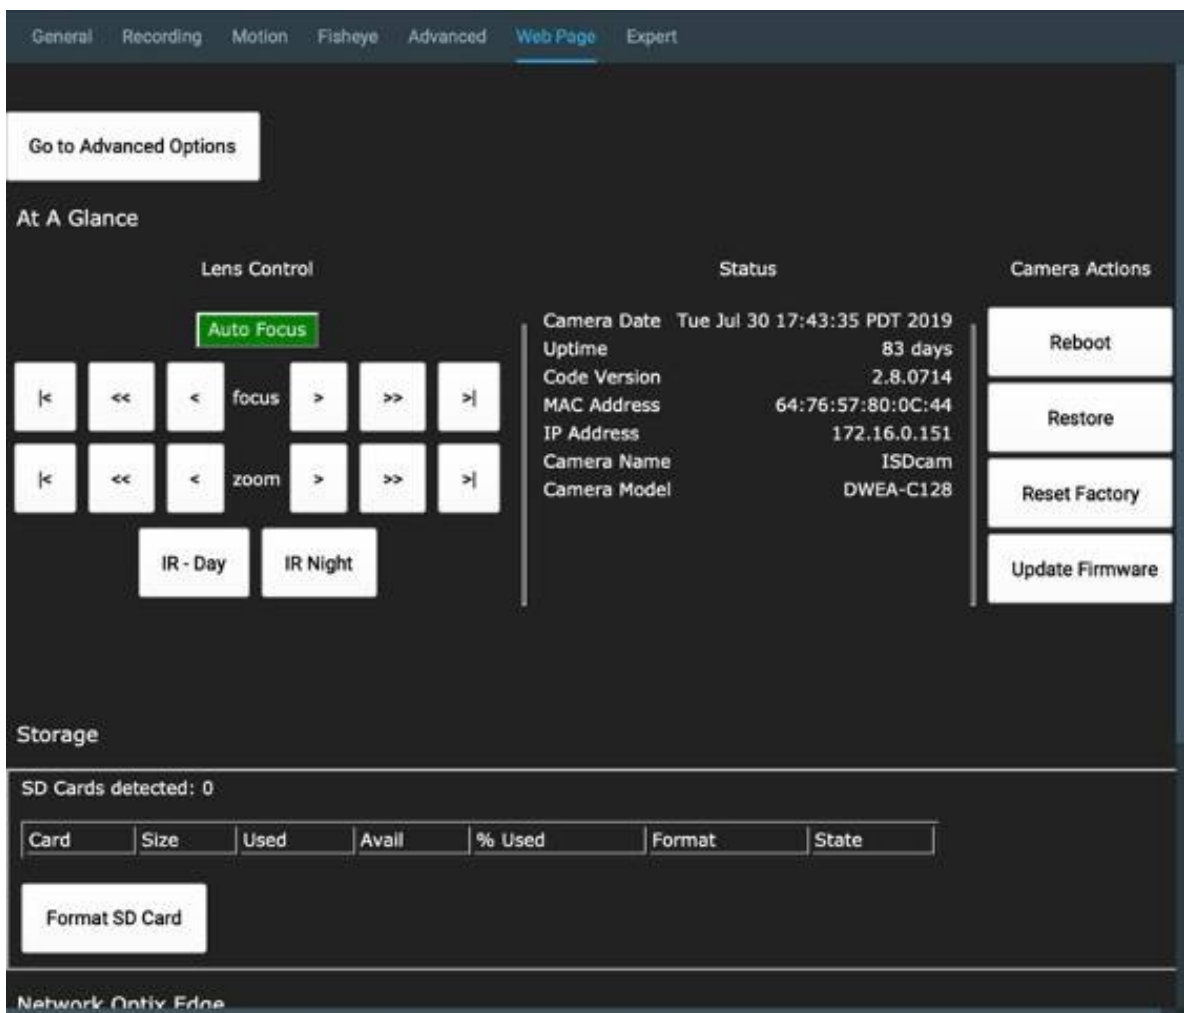 General Recording Motion Fisheye Advanced Web Page Expert
Go to Advanced Options
At A Glance
Lens Control
Auto Focus
|< << < focus > >> >|
|< << < zoom > >> >|
IR - Day IR Night
Status
Camera Date Tue Jul 30 17:43:35 PDT 2019
Uptime 83 days
Code Version 2.8.0714
MAC Address 64:76:57:80:0C:44
IP Address 172.16.0.151
Camera Name ISDcam
Camera Model DWEA-C128
Camera Actions
Reboot
Restore
Reset Factory
Update Firmware
Storage
SD Cards detected: 0
Card Size Used Avail % Used Format State
Format SD Card
Network Optix Edge